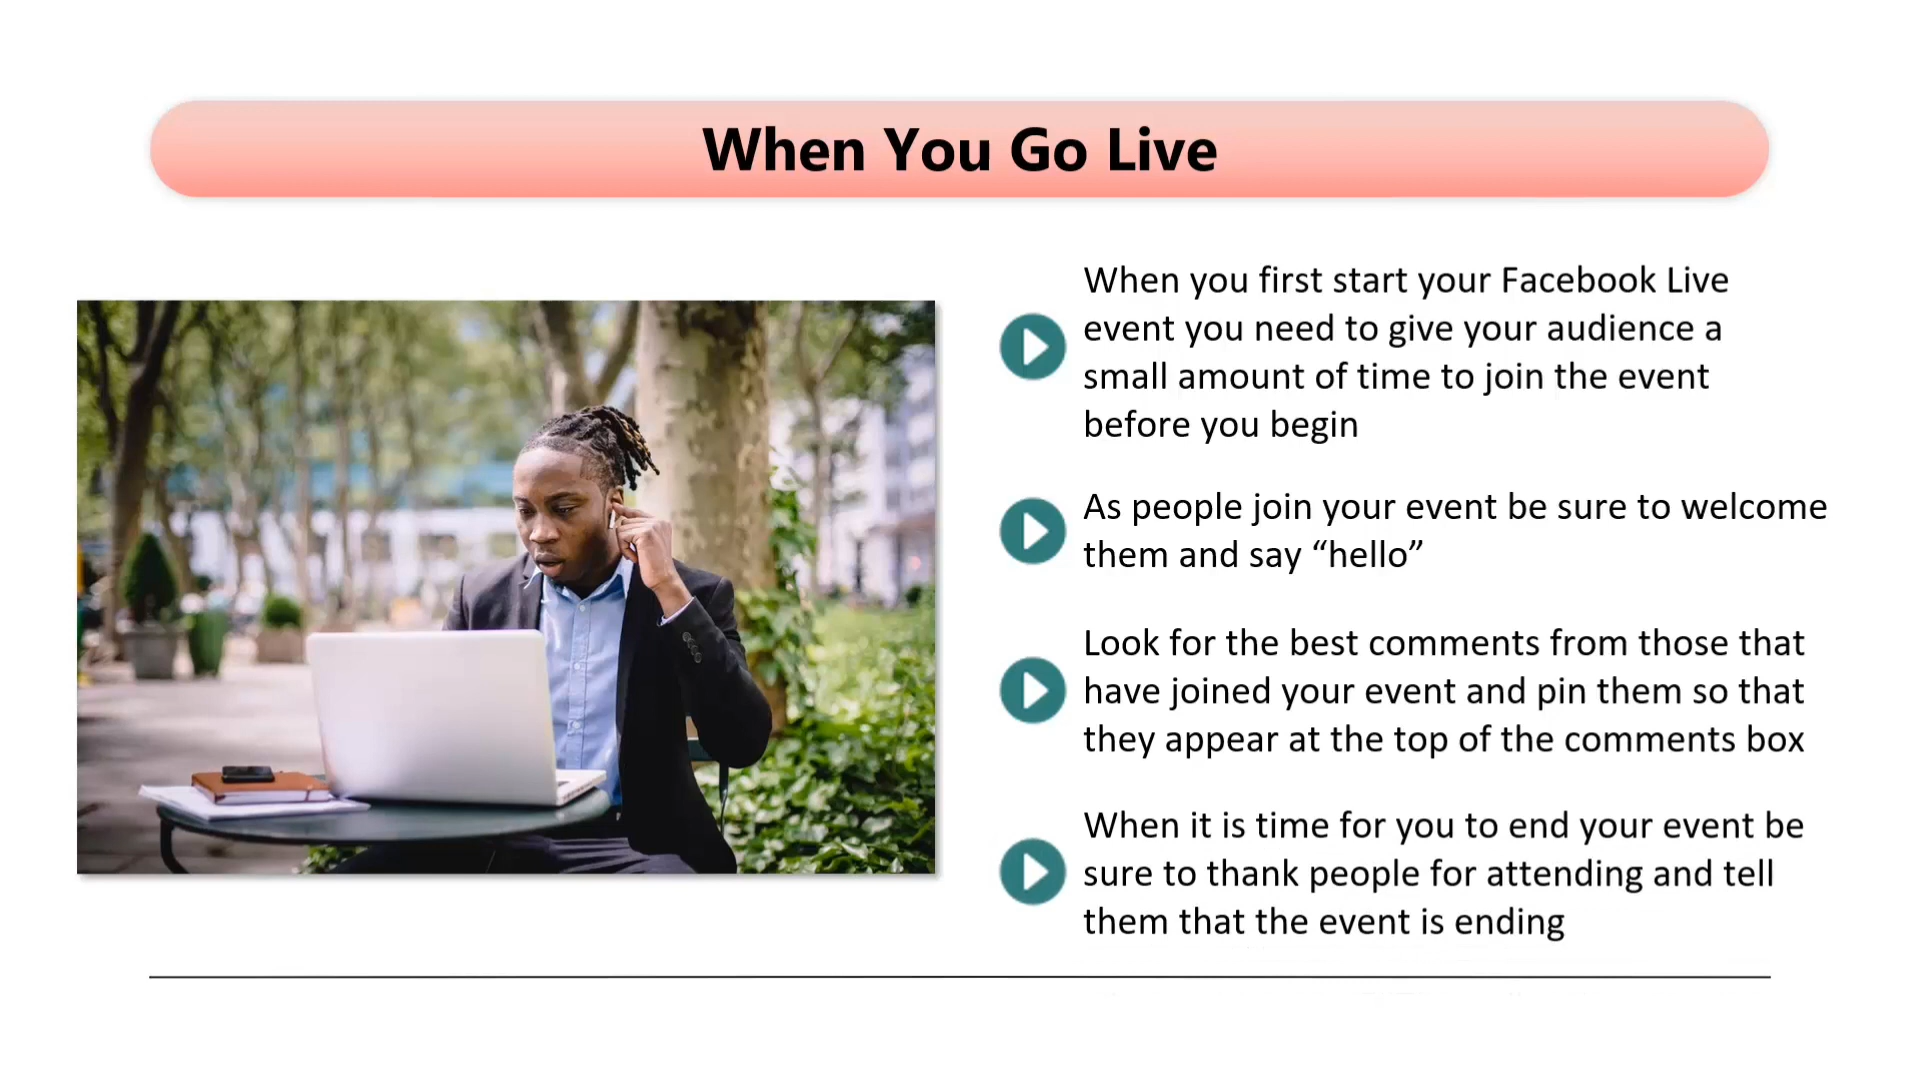 When You Go Live
When you first start your Facebook Live
event you need to give your audience a
small amount of time to join the event
before you begin
As people join your event be sure to welcome
them and say “hello”
Look for the best comments from those that
have joined your event and pin them so that
they appear at the top of the comments box
When it is time for you to end your event be
sure to thank people for attending and tell
them that the event is ending